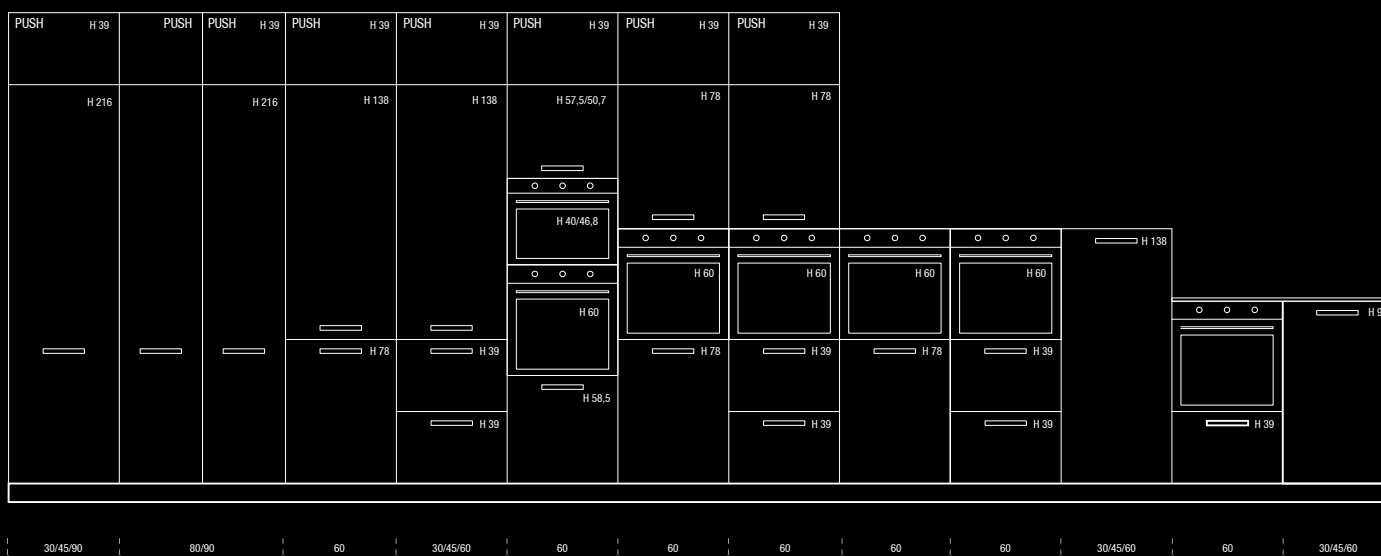 PUSH H 39 PUSH PUSH H 39 PUSH H 39 PUSH H 39 PUSH H 39 PUSH H 39 PUSH H 39
H 216 H 216 H 138 H 138 H 57,5/50,7 H 78 H 78
H 40/46,8
H 138
H 60 H 60 H 60 H 60
H 60 H 9
H 78 H 39 H 78 H 39 H 78 H 39
H 58,5
H 39 H 39 H 39 H 39
30/45/90 80/90 60 30/45/60 60 60 60 60 60 30/45/60 60 30/45/60